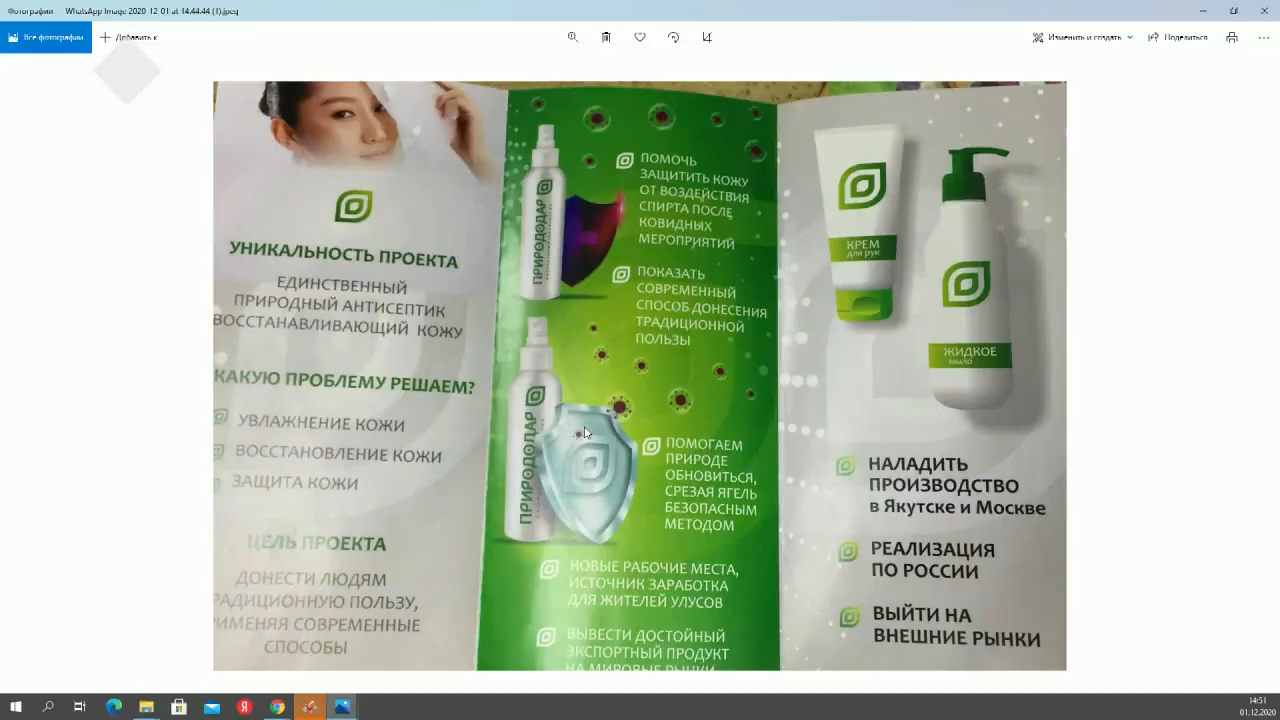 Фотографии
WhatsApp Image 2020-12-01 at 14.44.44 (1).jpeg
Все фотографии
Добавить к
Изменить и создать
Поделиться
УНИКАЛЬНОСТЬ ПРОЕКТА
ЕДИНСТВЕННЫЙ
ПРИРОДНЫЙ АНТИСЕПТИК
ВОССТАНАВЛИВАЮЩИЙ КОЖУ
КАКУЮ ПРОБЛЕМУ РЕШАЕМ?
УВЛАЖНЕНИЕ КОЖИ
ВОССТАНОВЛЕНИЕ КОЖИ
ЗАЩИТА КОЖИ
ЦЕЛЬ ПРОЕКТА
ДОНЕСТИ ЛЮДЯМ
РАДИЦИОННУЮ ПОЛЬЗУ,
РИМЕНЯЯ СОВРЕМЕННЫЕ
СПОСОБЫ
ПРИРОДОДАР
ПОМОЧЬ
ЗАЩИТИТЬ КОЖУ
ОТ ВОЗДЕЙСТВИЯ
СПИРТА ПОСЛЕ
КОВИДНЫХ
МЕРОПРИЯТИЙ
ПОКАЗАТЬ
СОВРЕМЕННЫЙ
СПОСОБ ДОНЕСЕНИЯ
ТРАДИЦИОННОЙ
ПОЛЬЗЫ
ПРИРОДОДАР
ПОМОГАЕМ
ПРИРОДЕ
ОБНОВИТЬСЯ,
СРЕЗАЯ ЯГЕЛЬ
БЕЗОПАСНЫМ
МЕТОДОМ
НОВЫЕ РАБОЧИЕ МЕСТА,
ИСТОЧНИК ЗАРАБОТКА
ДЛЯ ЖИТЕЛЕЙ УЛУСОВ
ВЫВЕСТИ ДОСТОЙНЫЙ
ЭКСПОРТНЫЙ ПРОДУКТ
НА МИРОВЫЕ РЫНКИ
КРЕМ
для рук
ЖИДКОЕ
мыло
НАЛАДИТЬ
ПРОИЗВОДСТВО
в Якутске и Москве
РЕАЛИЗАЦИЯ
ПО РОССИИ
ВЫЙТИ НА
ВНЕШНИЕ РЫНКИ
14:51
01.12.2020